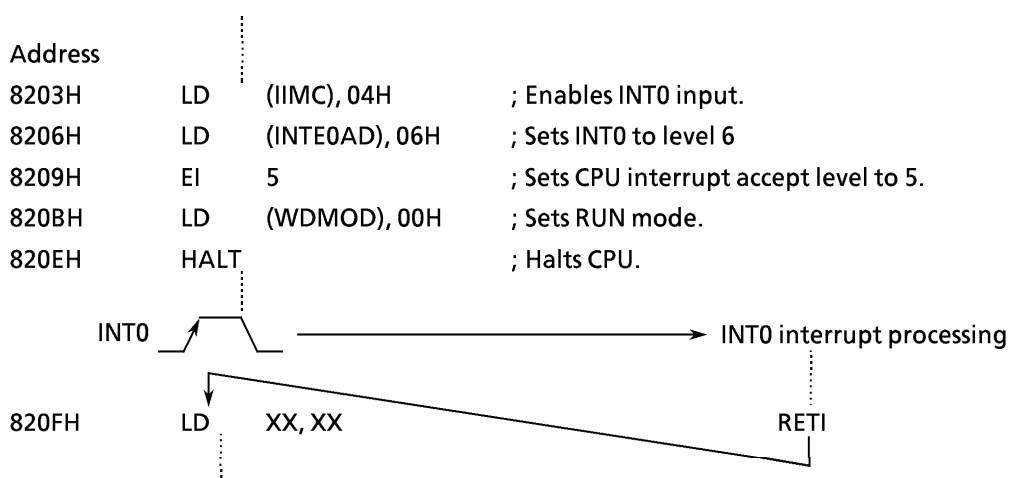 Address
8203H LD (IIMC), 04H ; Enables INT0 input.
8206H LD (INTE0AD), 06H ; Sets INT0 to level 6
8209H EI 5 ; Sets CPU interrupt accept level to 5.
820BH LD (WDMOD), 00H ; Sets RUN mode.
820EH HALT ; Halts CPU.
INT0 INT0 interrupt processing
820FH LD XX, XX RETI